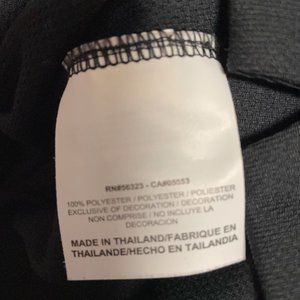 RN#56323 - CA#05553
100% POLYESTER / POLYESTER / POLIESTER
EXCLUSIVE OF DECORATION / DECORATION
NON COMPRISE / NO INCLUYE LA
DECORACION
MADE IN THAILAND/FABRIQUE EN
THAILANDE/HECHO EN TAILANDIA